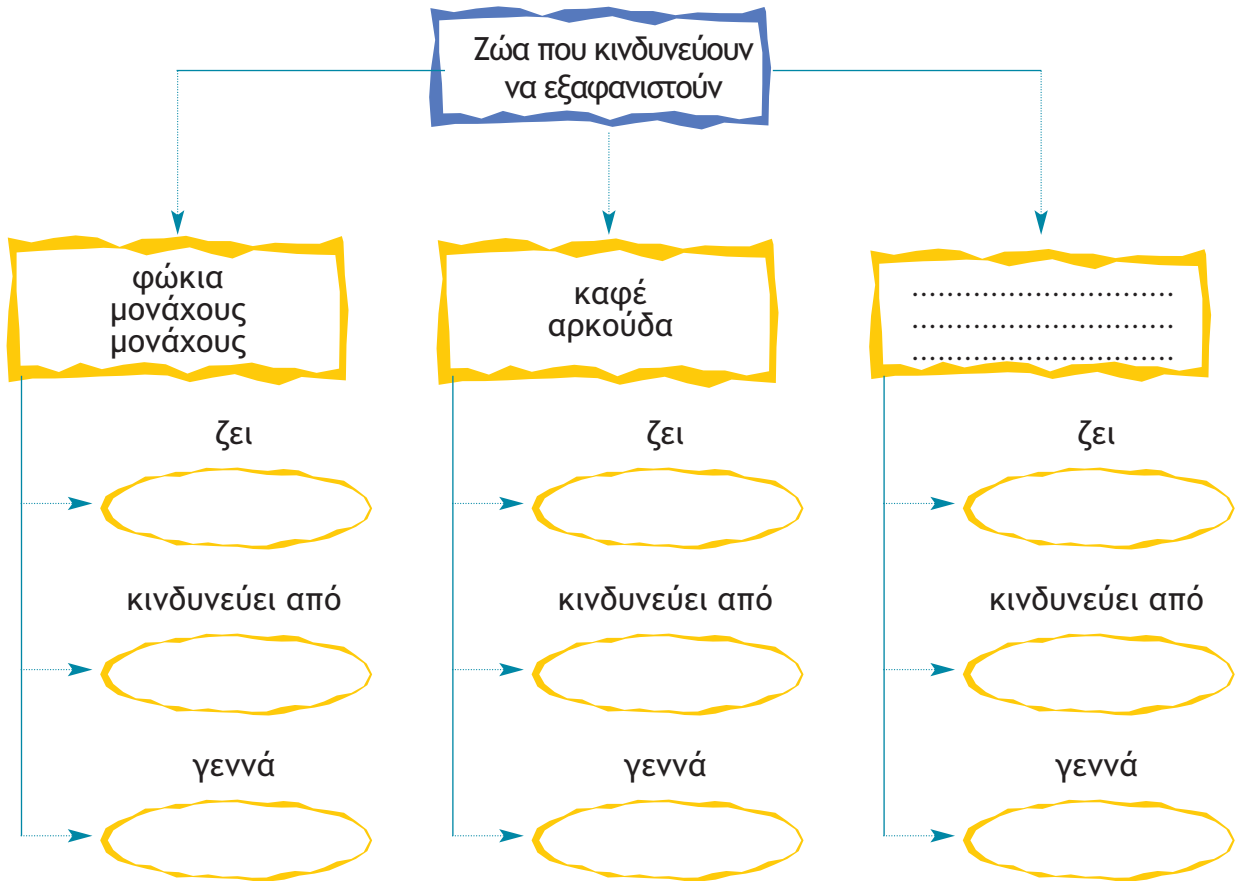 Ζώα που κινδυνεύουν
να εξαφανιστούν
φώκια
μονάχους
μονάχους
καφέ
αρκούδα
..............................
..............................
..............................
ζει
ζει
ζει
κινδυνεύει από
κινδυνεύει από
κινδυνεύει από
γεννά
γεννά
γεννά